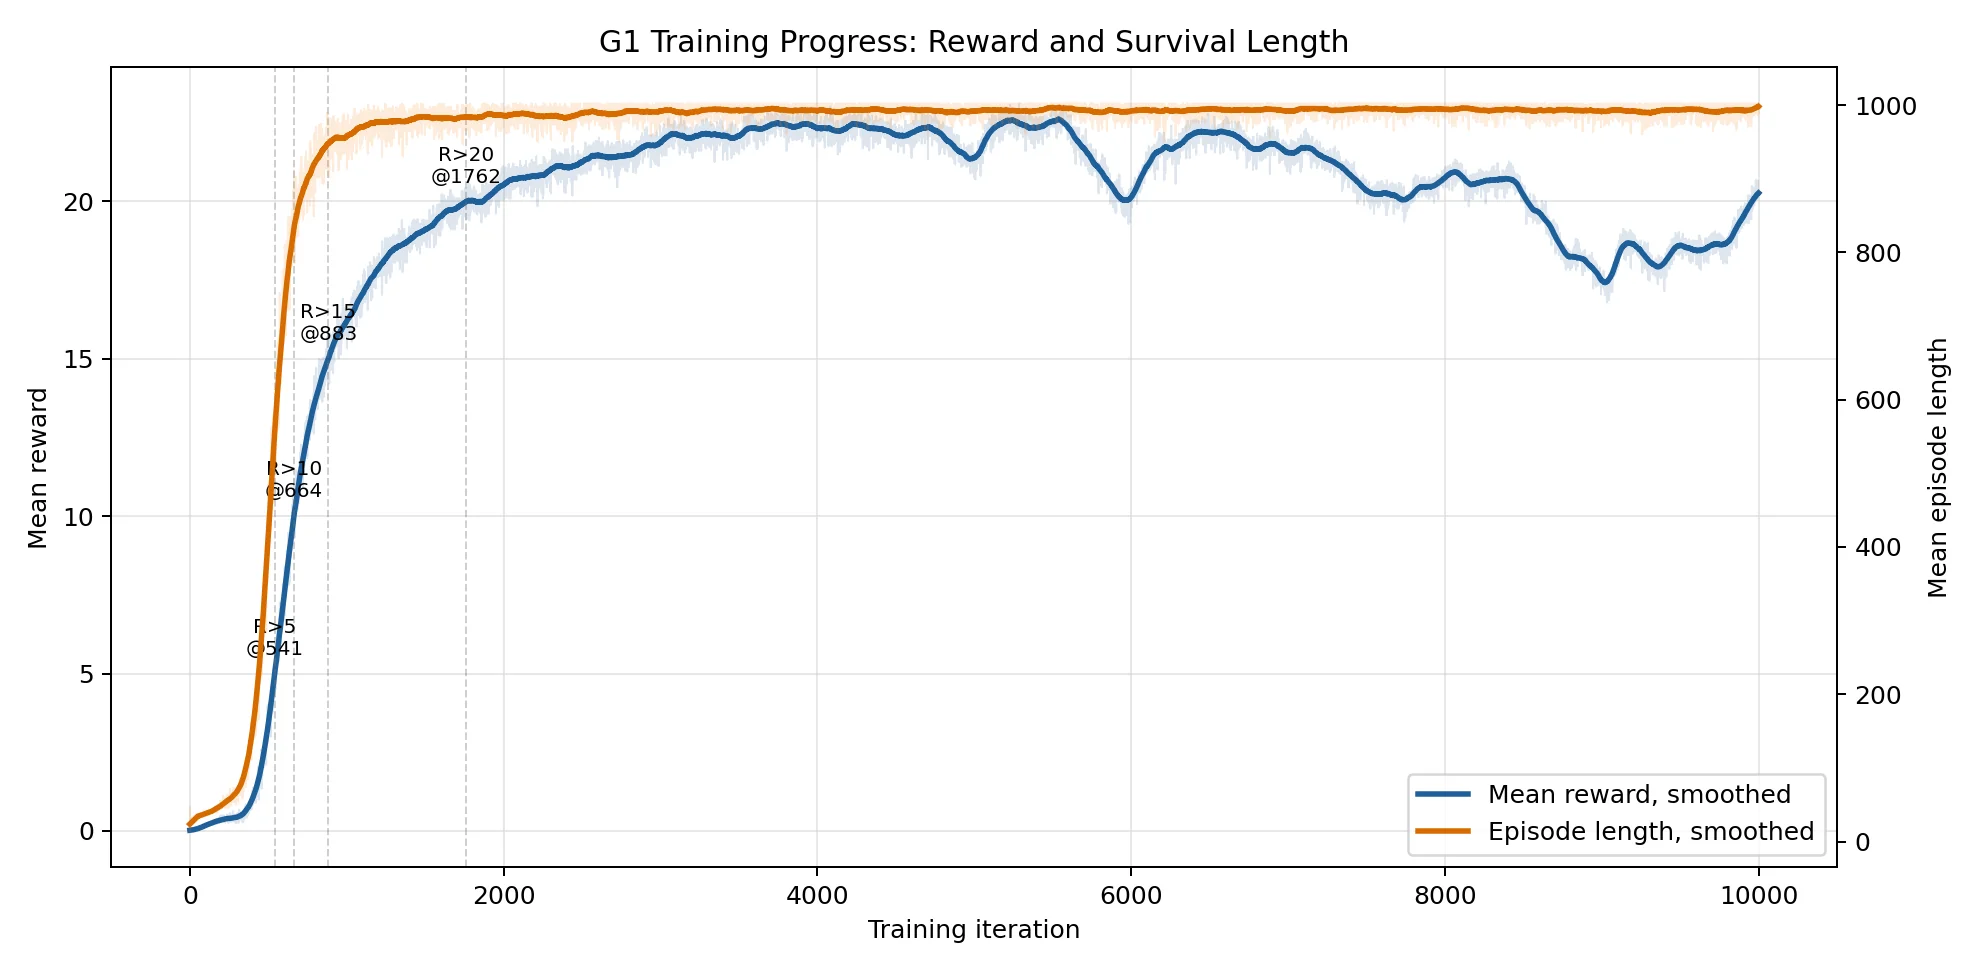 G1 Training Progress: Reward and Survival Length
R>20
@1762
R>15
@883
R>10
@664
R>5
@541
20
15
10
5
0
Mean reward
1000
800
600
400
200
0
Mean episode length
Mean reward, smoothed
Episode length, smoothed
0
2000
4000
6000
8000
10000
Training iteration